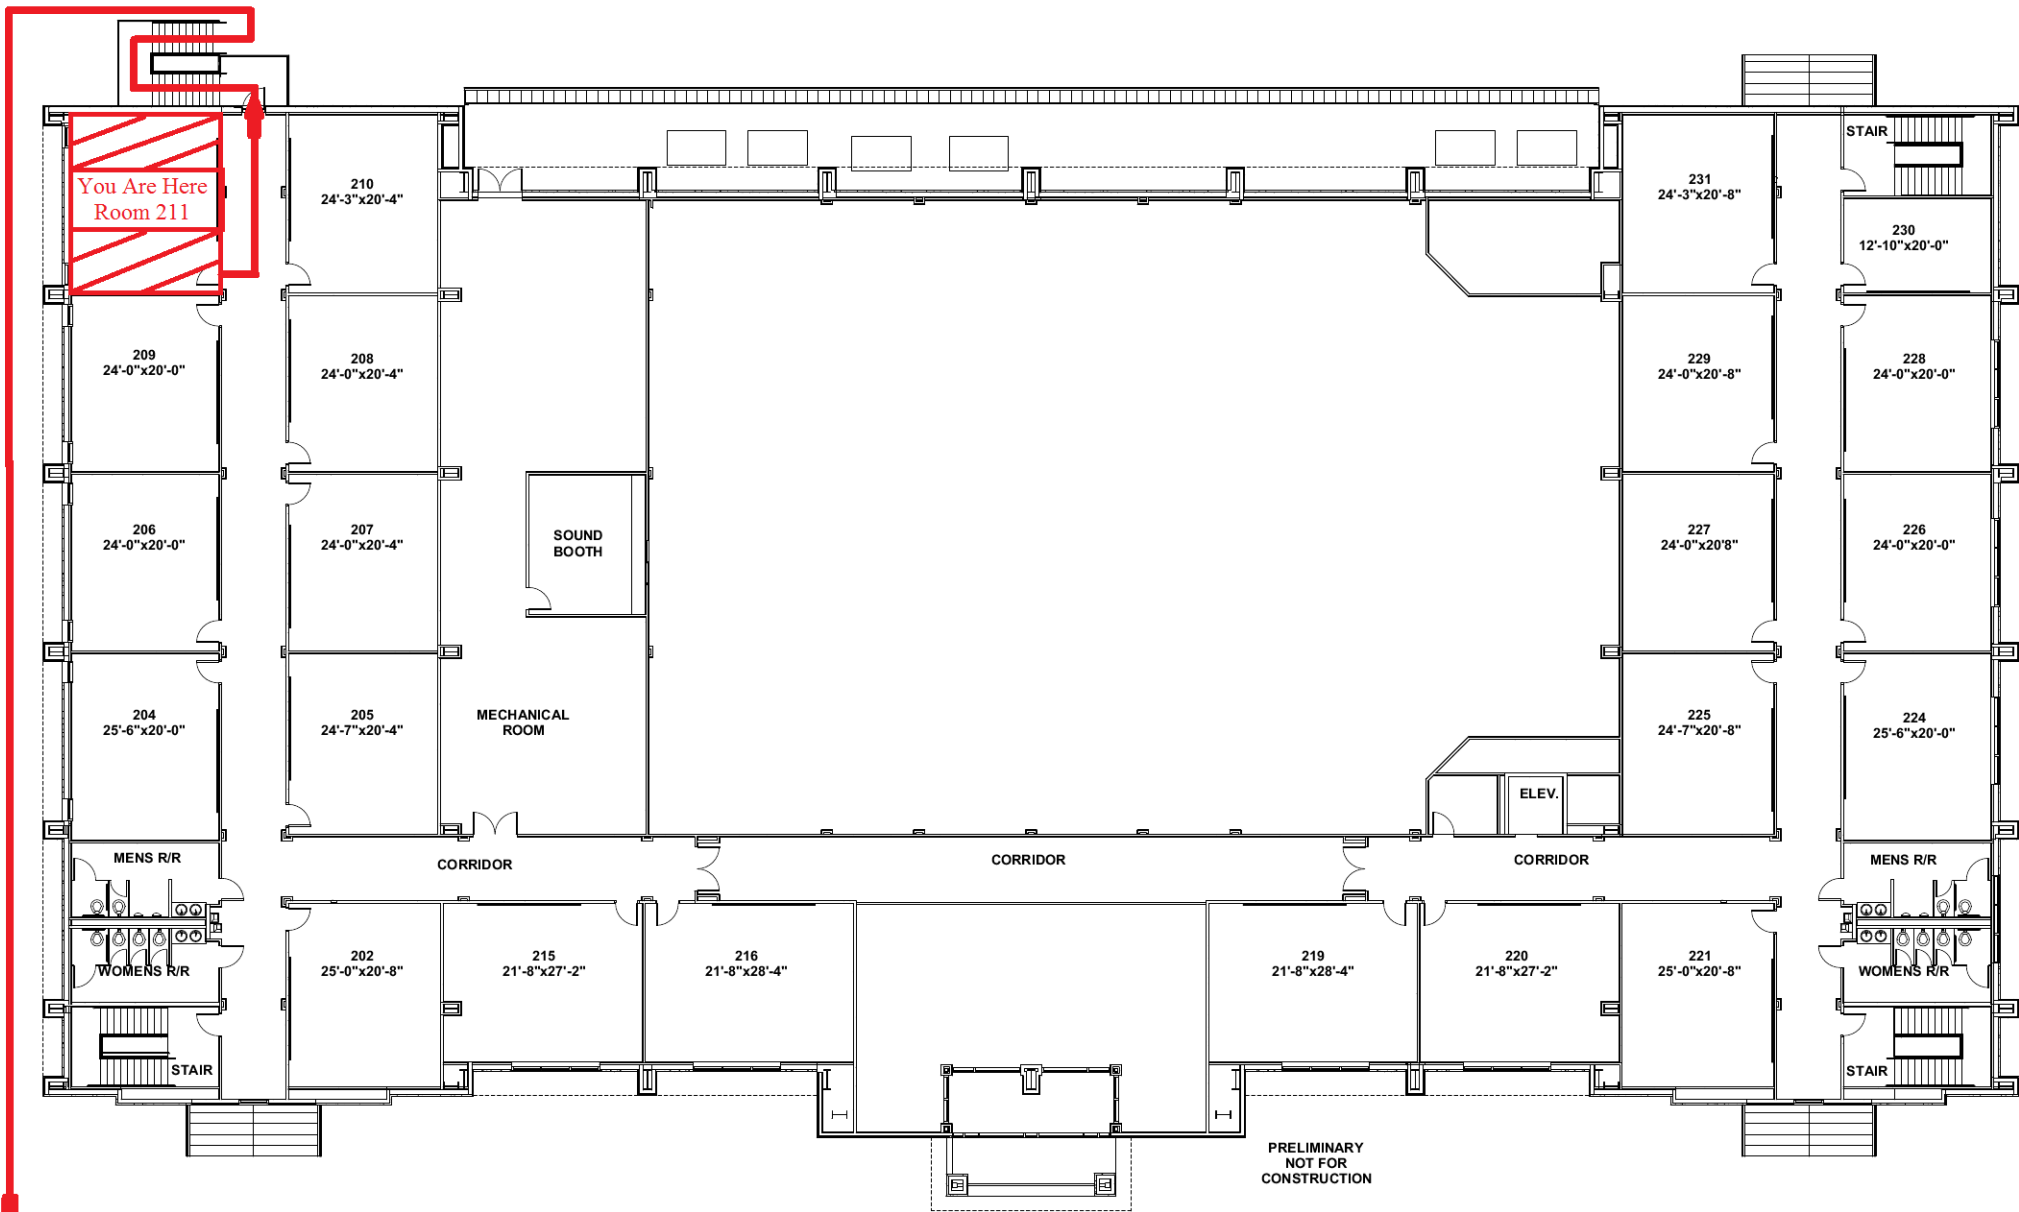 STAIR
You Are Here
Room 211
210
24'-3"x20'-4"
231
24'-3"x20'-8"
230
12'-10"x20'-0"
209
24'-0"x20'-0"
208
24'-0"x20'-4"
229
24'-0"x20'-8"
228
24'-0"x20'-0"
206
24'-0"x20'-0"
207
24'-0"x20'-4"
SOUND
BOOTH
227
24'-0"x20'8"
226
24'-0"x20'-0"
204
25'-6"x20'-0"
205
24'-7"x20'-4"
MECHANICAL
ROOM
225
24'-7"x20'-8"
224
25'-6"x20'-0"
ELEV.
MENS R/R
CORRIDOR
CORRIDOR
CORRIDOR
MENS R/R
WOMENS R/R
202
25'-0"x20'-8"
215
21'-8"x27'-2"
216
21'-8"x28'-4"
219
21'-8"x28'-4"
220
21'-8"x27'-2"
221
25'-0"x20'-8"
WOMENS R/R
STAIR
STAIR
PRELIMINARY
NOT FOR
CONSTRUCTION